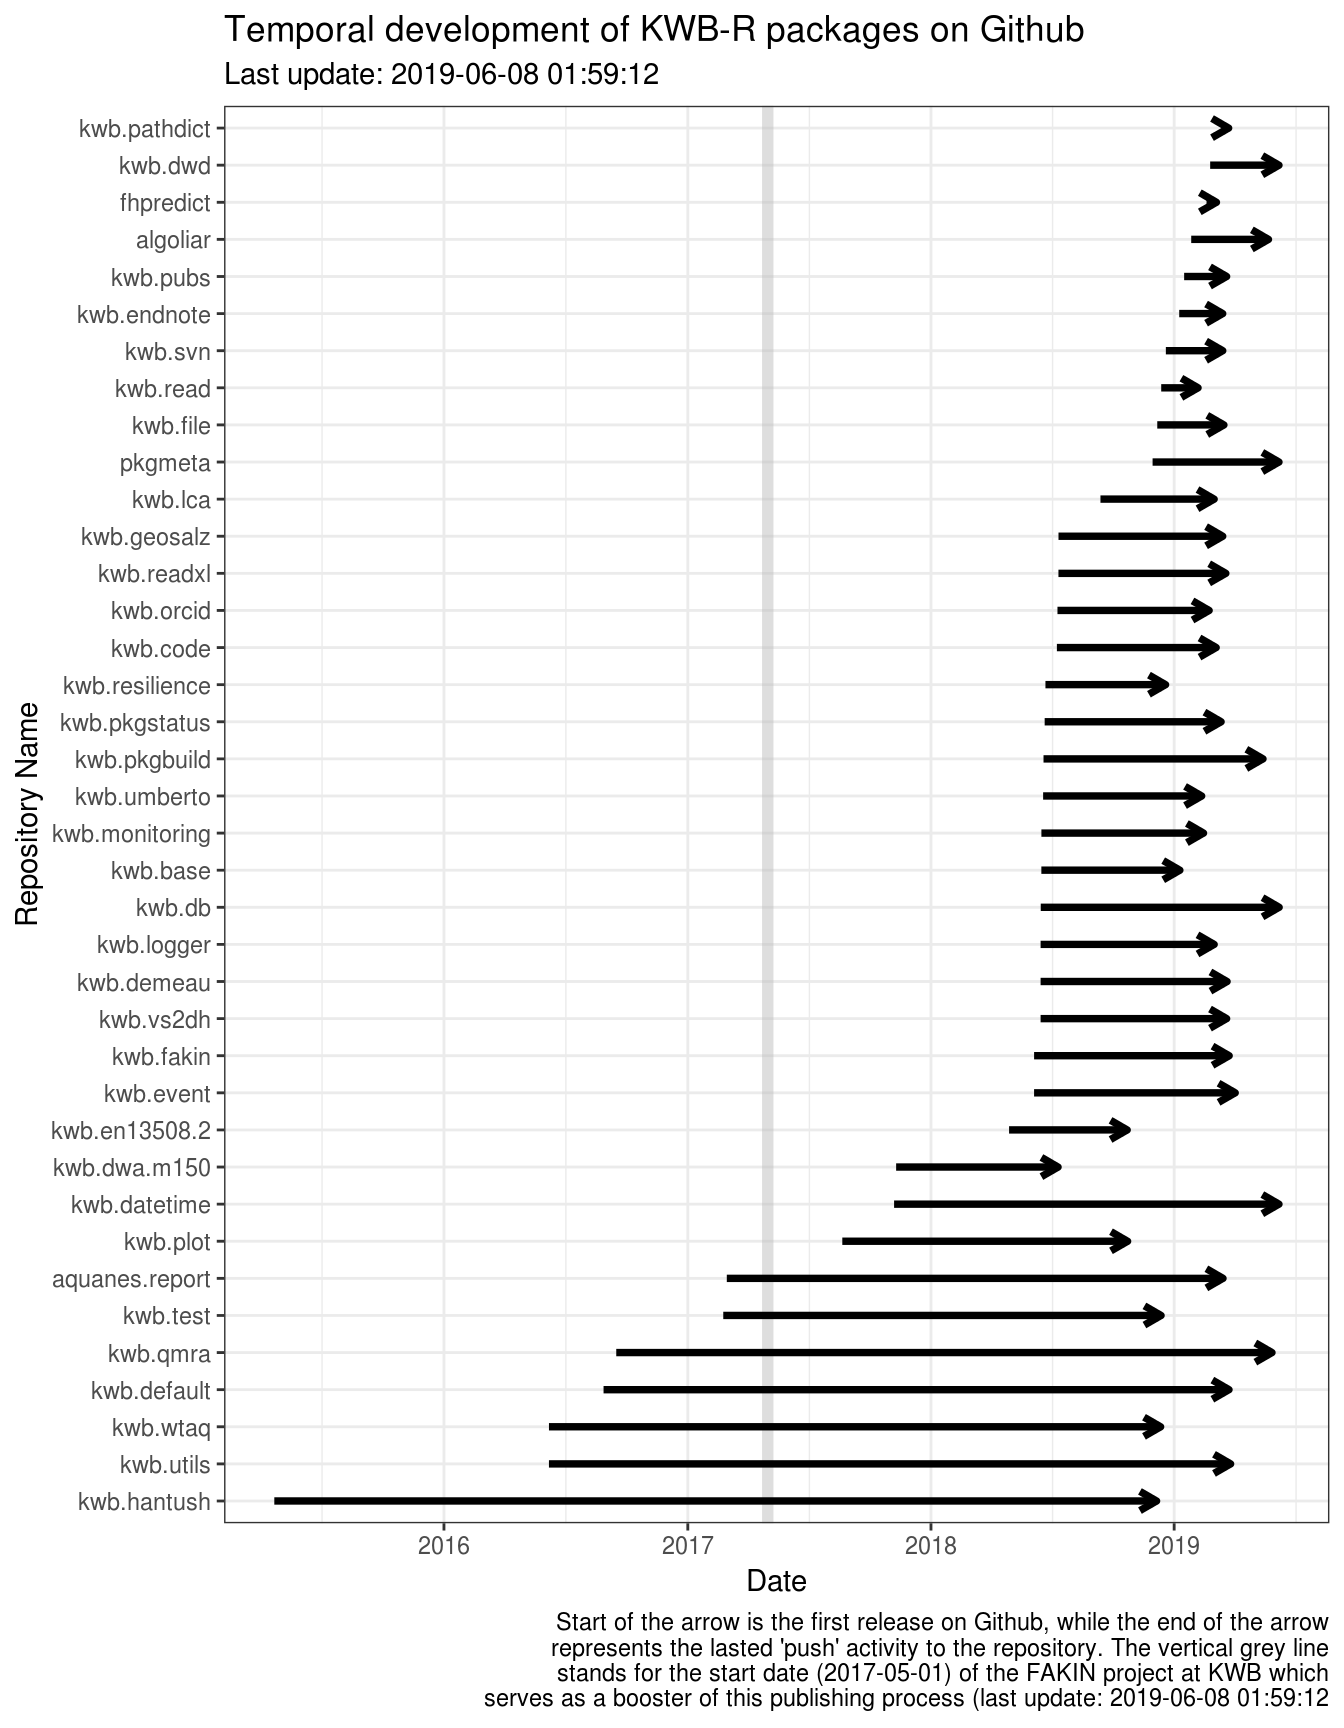 Temporal development of KWB-R packages on Github
Last update: 2019-06-08 01:59:12
kwb.pathdict
kwb.dwd
fhpredict
algoliar
kwb.pubs
kwb.endnote
kwb.svn
kwb.read
kwb.file
pkgmeta
kwb.lca
kwb.geosalz
kwb.readxl
kwb.orcid
kwb.code
kwb.resilience
kwb.pkgstatus
kwb.pkgbuild
kwb.umberto
kwb.monitoring
kwb.base
kwb.db
kwb.logger
kwb.demeau
kwb.vs2dh
kwb.fakin
kwb.event
kwb.en13508.2
kwb.dwa.m150
kwb.datetime
kwb.plot
aquanes.report
kwb.test
kwb.qmra
kwb.default
kwb.wtaq
kwb.utils
kwb.hantush
Repository Name
2016 2017 2018 2019
Date
Start of the arrow is the first release on Github, while the end of the arrow
represents the lasted 'push' activity to the repository. The vertical grey line
stands for the start date (2017-05-01) of the FAKIN project at KWB which
serves as a booster of this publishing process (last update: 2019-06-08 01:59:12